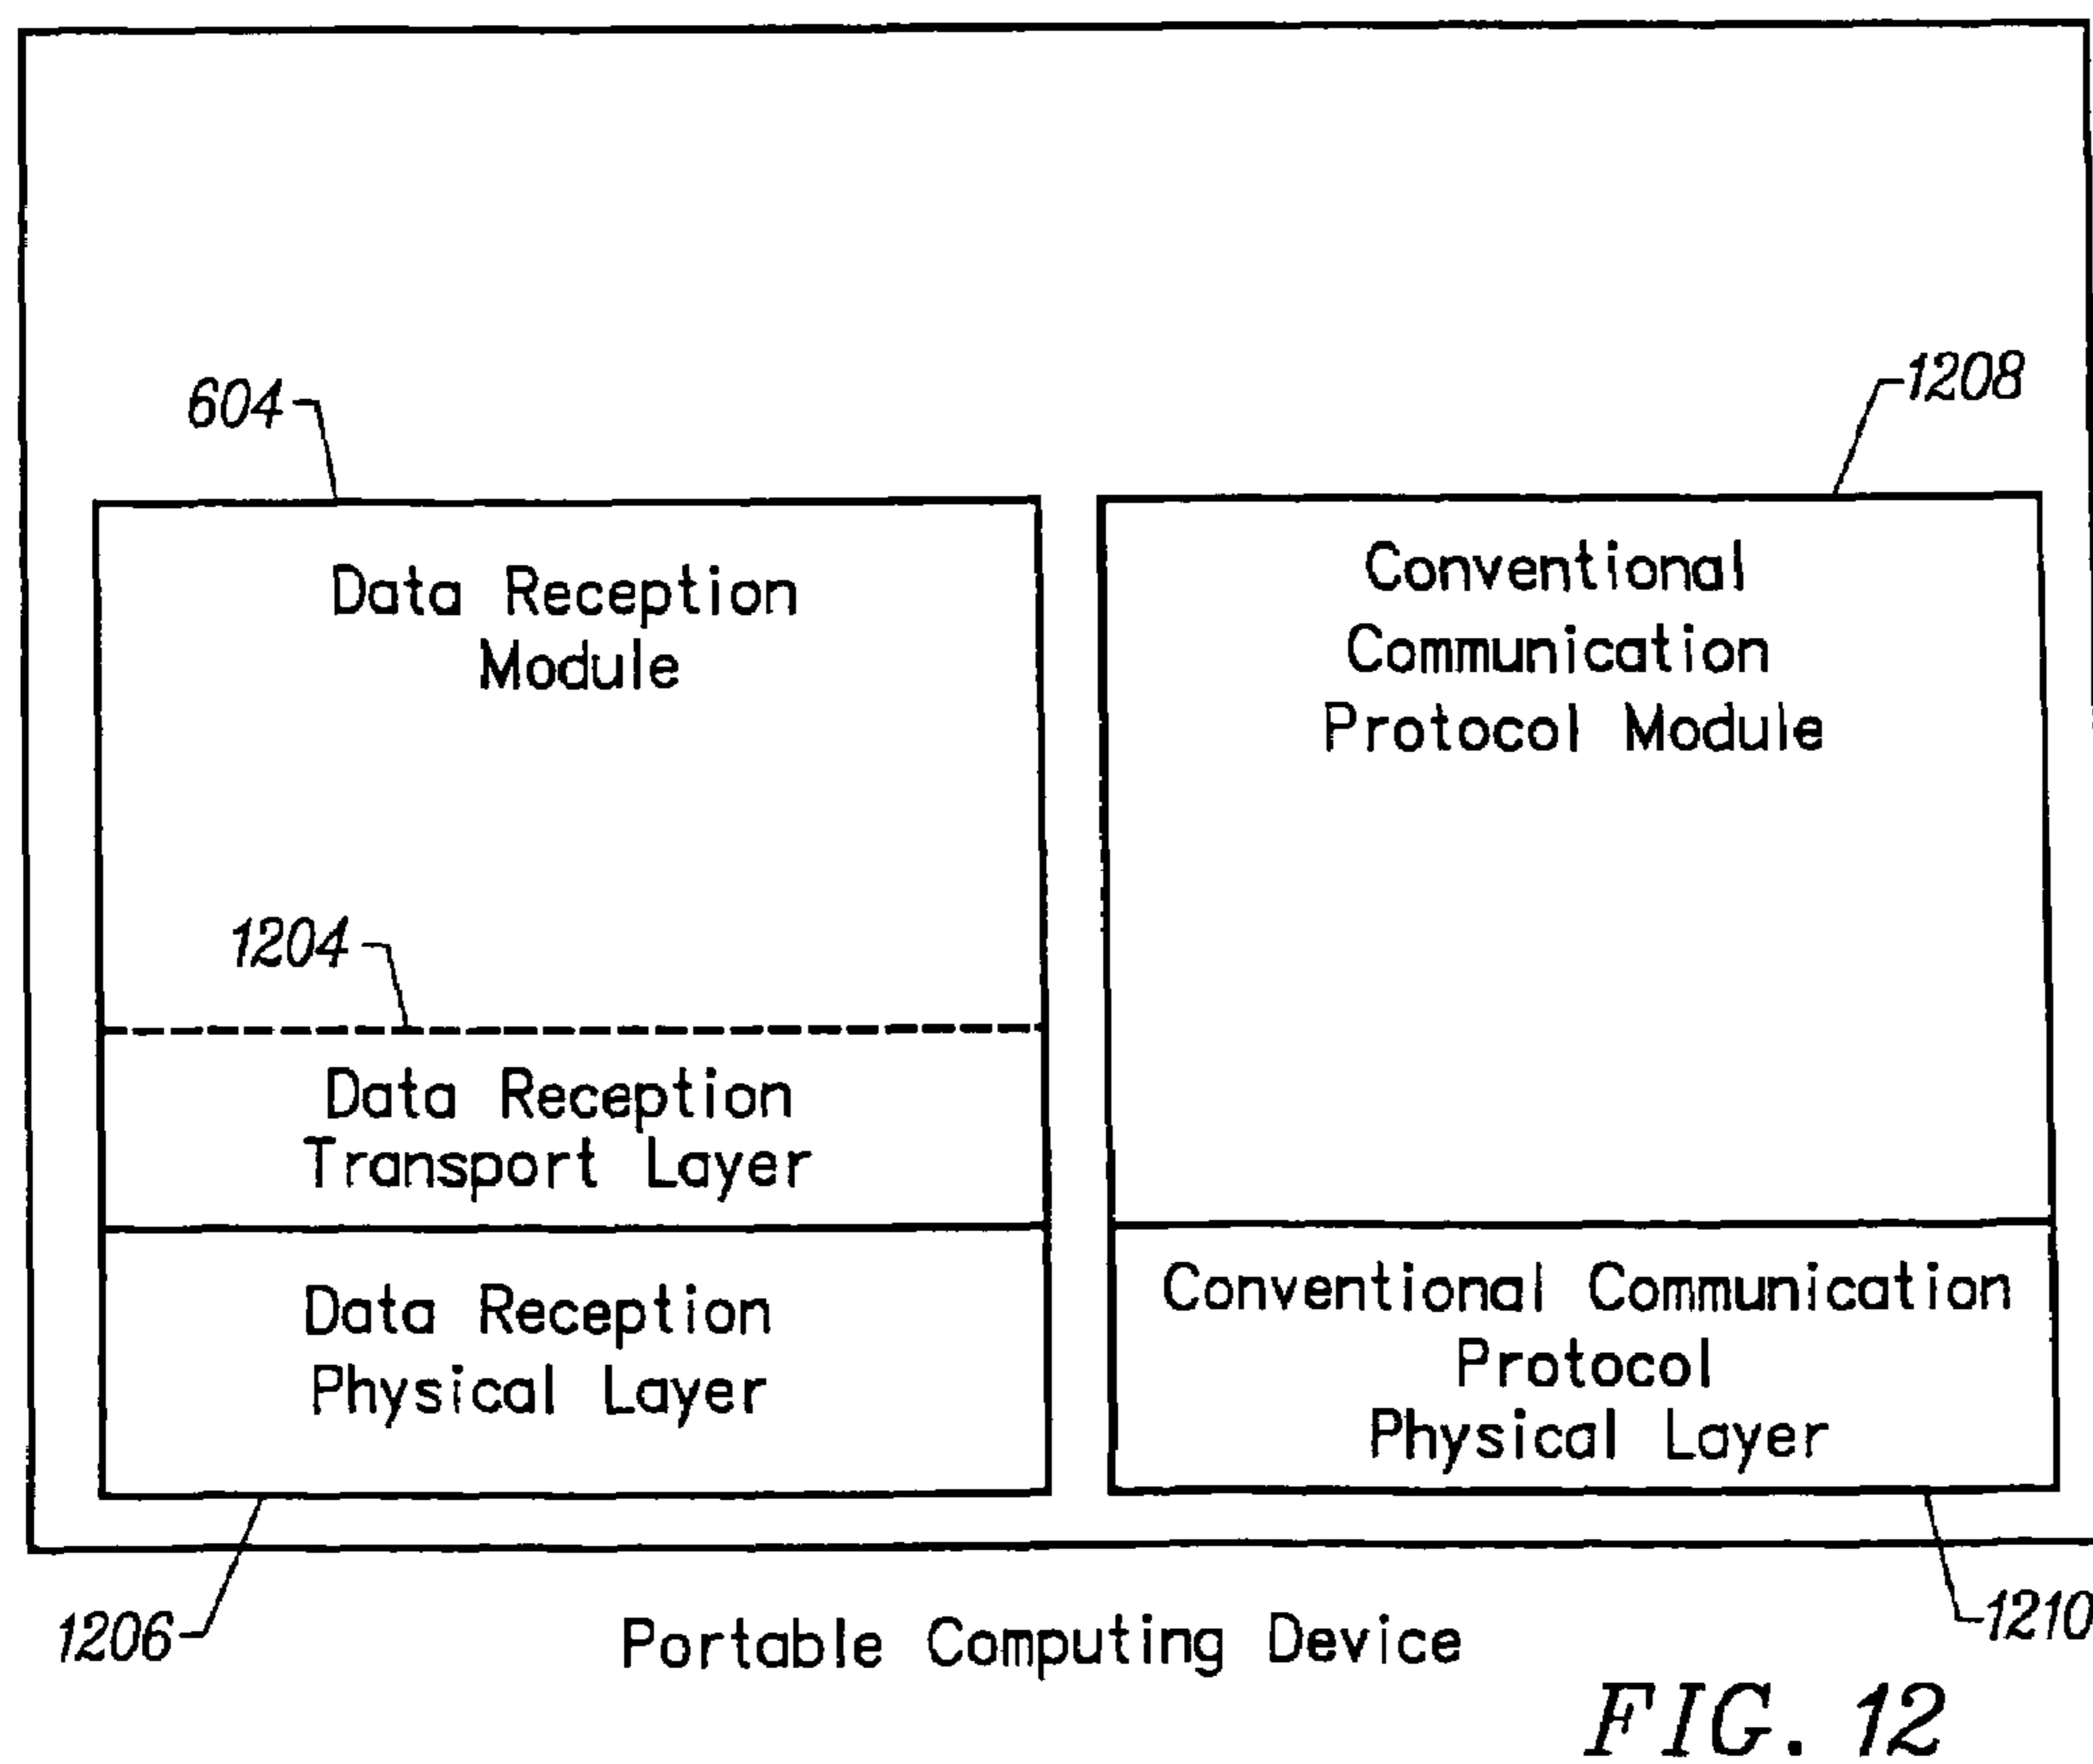 604
1208
Data Reception
Module
Conventional
Communication
Protocol Module
1204
Data Reception
Transport Layer
Data Reception
Physical Layer
Conventional Communication
Protocol
Physical Layer
1206
1210
Portable Computing Device
FIG. 12